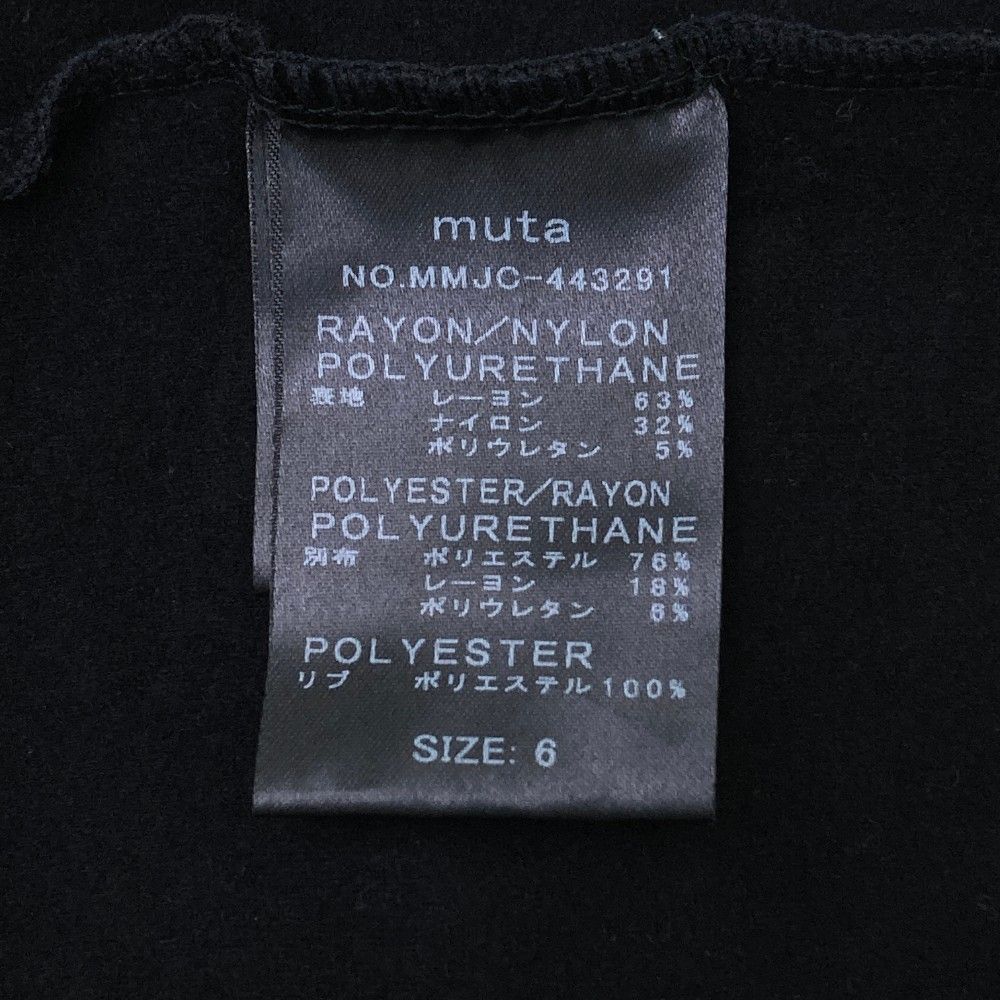 muta
NO.MMJC-443291
RAYON/NYLON
POLYURETHANE
表地 レーヨン 63%
ナイロン 32%
ポリウレタン 5%
POLYESTER/RAYON
POLYURETHANE
別布 ポリエステル 76%
レーヨン 18%
ポリウレタン 6%
POLYESTER
リブ ポリエステル100%
SIZE: 6